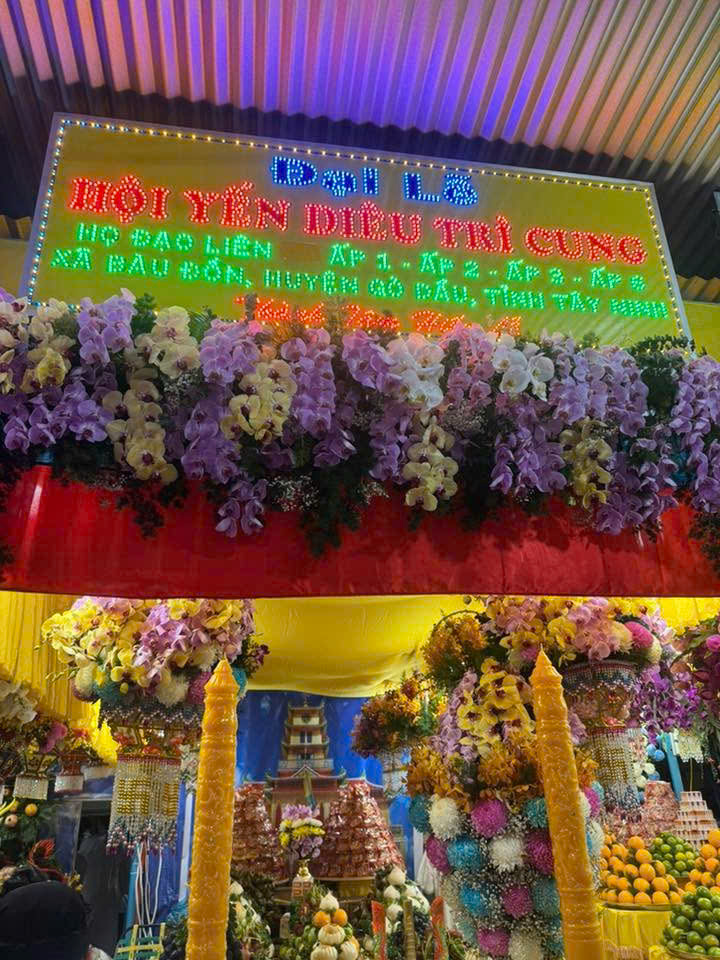 Đại Lễ
HỘI YẾN DIÊU TRÌ CUNG
HỌ ĐẠO LIÊN ẤP 1 - ẤP 2 - ẤP 3 - ẤP 5
XÃ BÀU ĐỒN, HUYỆN GÒ DẦU, TỈNH TÂY NINH